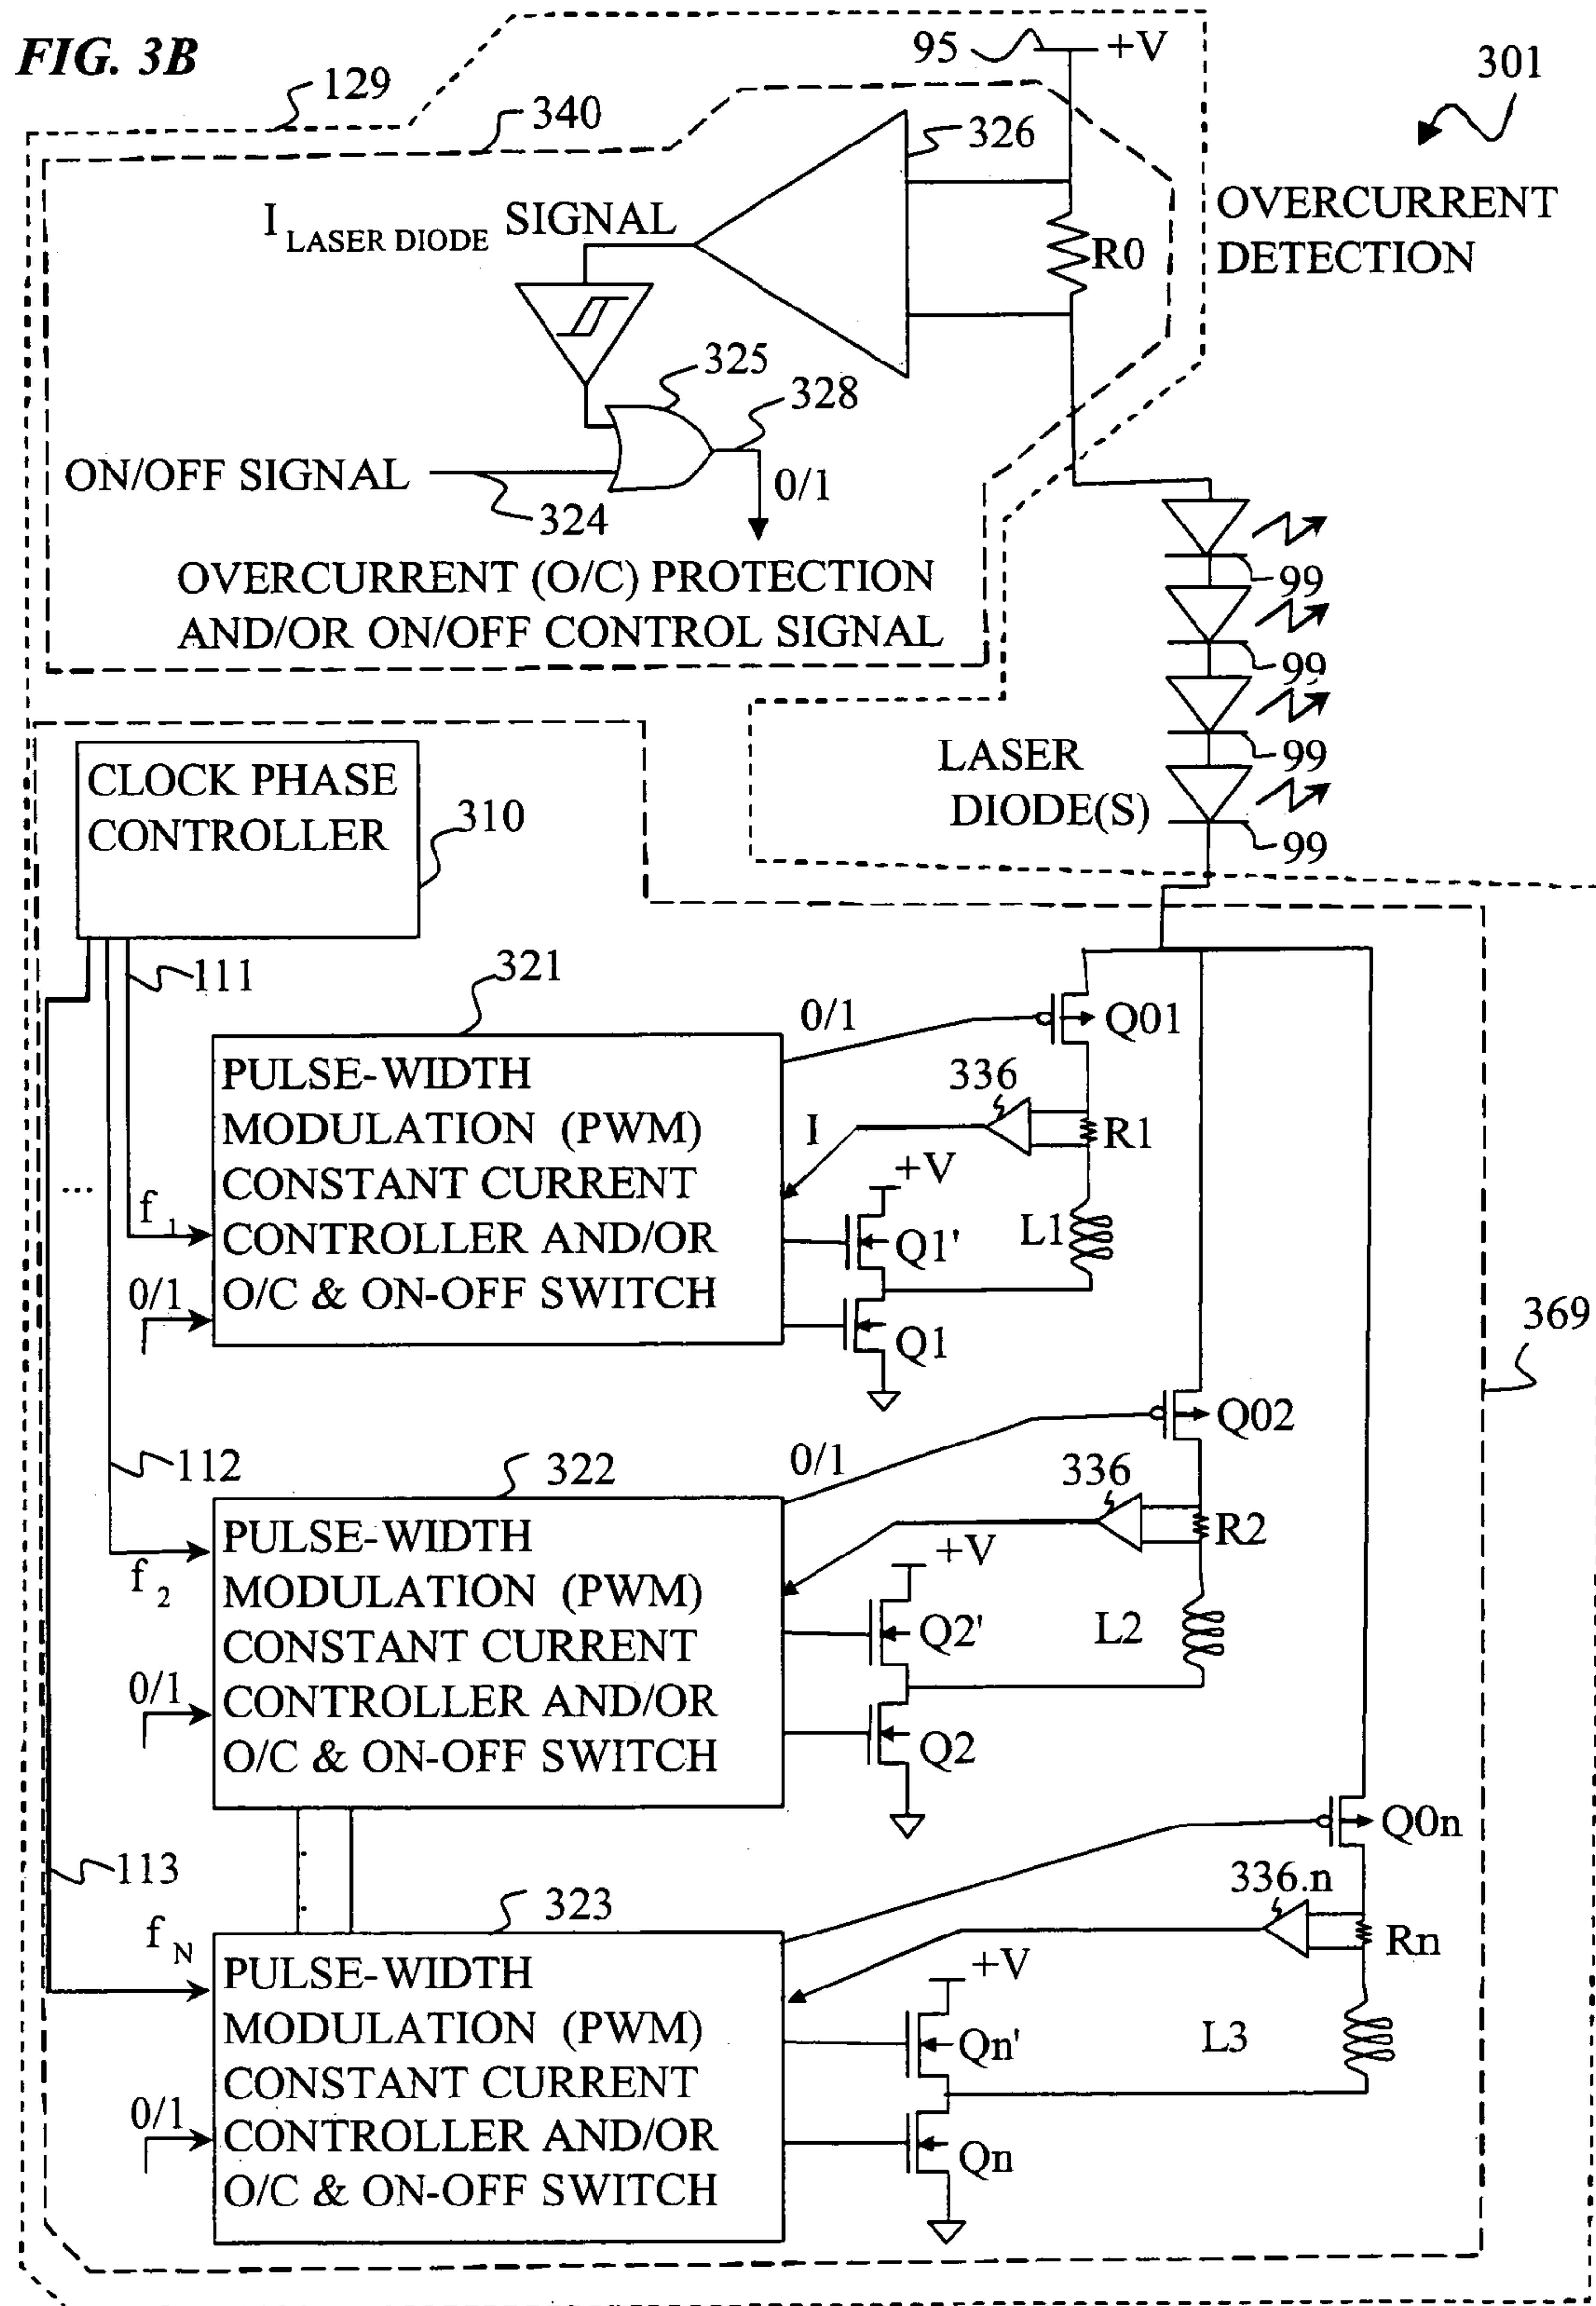 FIG. 3B
129
340
95
+V
301
326
I LASER DIODE SIGNAL
R0
OVERCURRENT
DETECTION
325
328
ON/OFF SIGNAL
324
0/1
OVERCURRENT (O/C) PROTECTION
AND/OR ON/OFF CONTROL SIGNAL
99
99
99
99
LASER
DIODE(S)
CLOCK PHASE
CONTROLLER
310
111
321
0/1
Q01
336
I
R1
+V
L1
Q1'
Q1
...
f 1
0/1
PULSE-WIDTH
MODULATION (PWM)
CONSTANT CURRENT
CONTROLLER AND/OR
O/C & ON-OFF SWITCH
369
112
322
0/1
Q02
336
R2
+V
L2
Q2'
Q2
f 2
0/1
PULSE-WIDTH
MODULATION (PWM)
CONSTANT CURRENT
CONTROLLER AND/OR
O/C & ON-OFF SWITCH
113
323
Q0n
336.n
Rn
+V
L3
Qn'
Qn
f N
0/1
PULSE-WIDTH
MODULATION (PWM)
CONSTANT CURRENT
CONTROLLER AND/OR
O/C & ON-OFF SWITCH